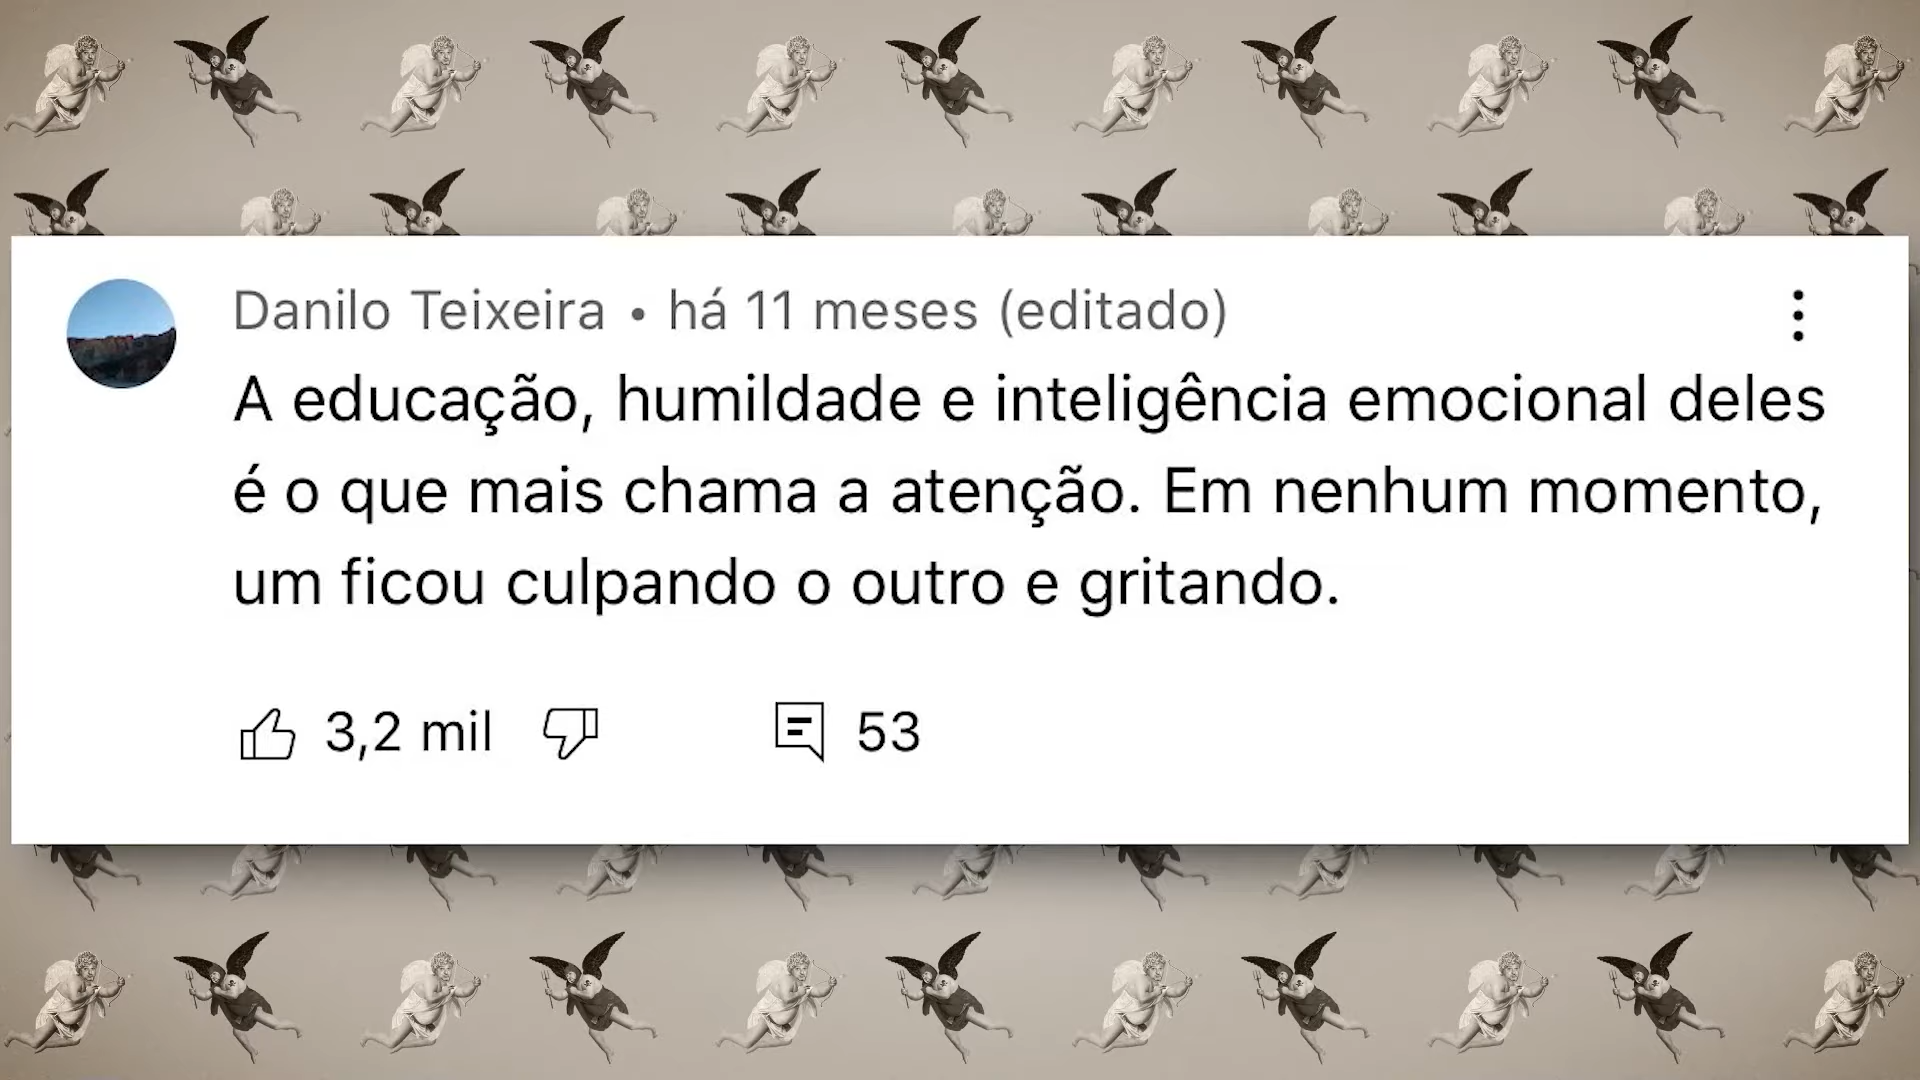 Danilo Teixeira • há 11 meses (editado)
A educação, humildade e inteligência emocional deles
é o que mais chama a atenção. Em nenhum momento,
um ficou culpando o outro e gritando.
3,2 mil 53